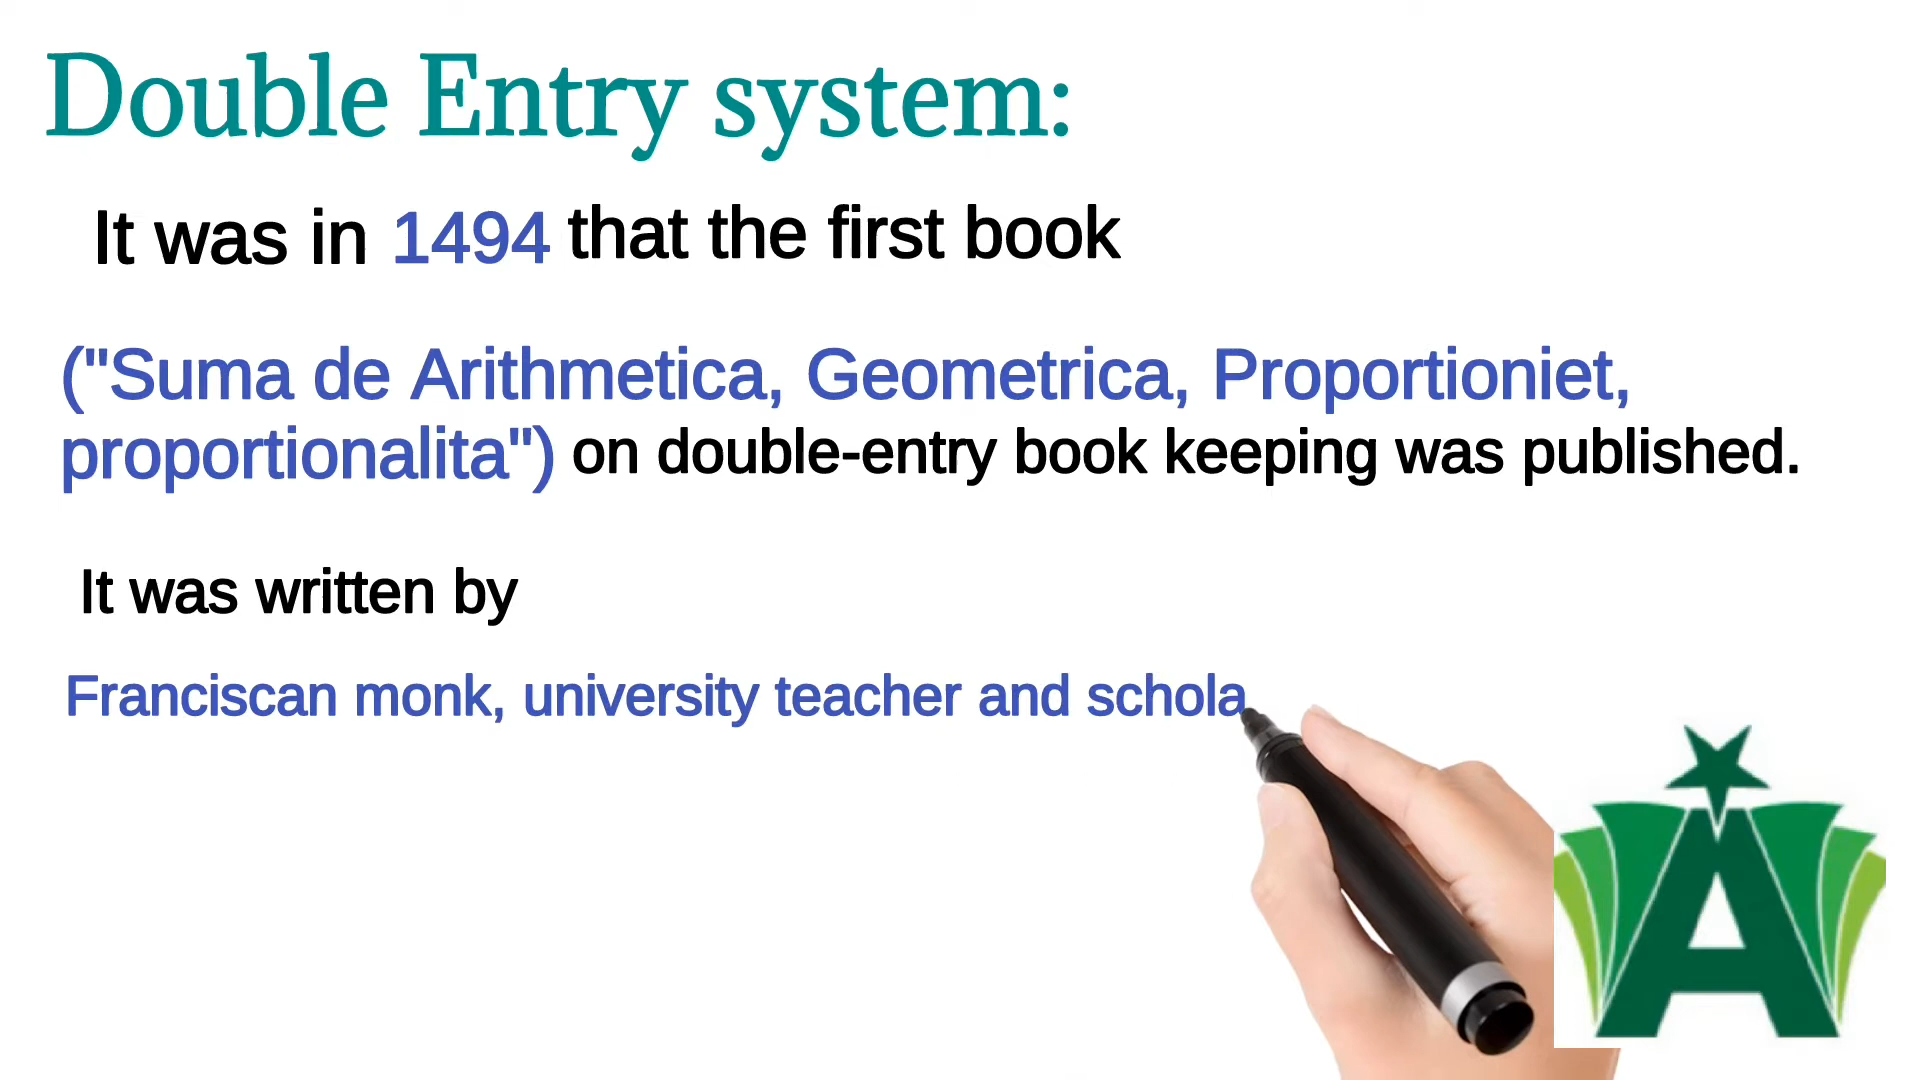 Double Entry system:
It was in 1494 that the first book
("Suma de Arithmetica, Geometrica, Proportioniet,
proportionalita") on double-entry book keeping was published.
It was written by
Franciscan monk, university teacher and schola
A